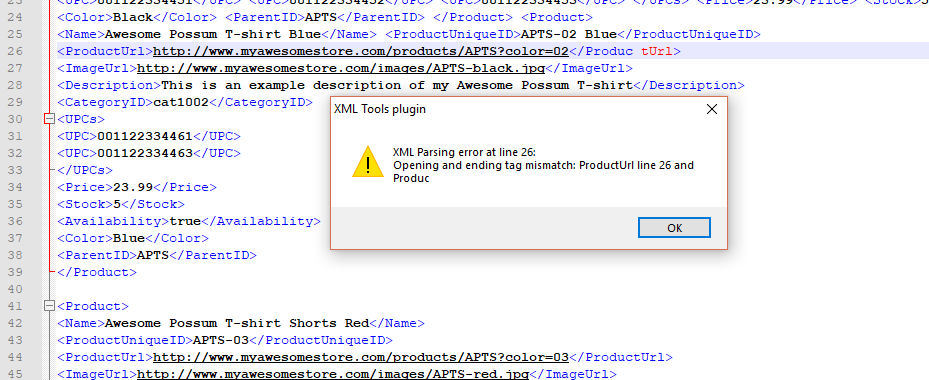 24 <Color>Black</Color> <ParentID>APTS</ParentID> </Product> <Product>
25 <Name>Awesome Possum T-shirt Blue</Name> <ProductUniqueID>APTS-02 Blue</ProductUniqueID>
26 <ProductUrl>http://www.myawesomestore.com/products/APTS?color=02</Produc tUrl>
27 <ImageUrl>http://www.myawesomestore.com/images/APTS-black.jpg</ImageUrl>
28 <Description>This is an example description of my Awesome Possum T-shirt</Description>
29 <CategoryID>cat1002</CategoryID>
30 <UPCs>
31 <UPC>001122334461</UPC>
32 <UPC>001122334463</UPC>
33 </UPCs>
34 <Price>23.99</Price>
35 <Stock>5</Stock>
36 <Availability>true</Availability>
37 <Color>Blue</Color>
38 <ParentID>APTS</ParentID>
39 </Product>
40
41 <Product>
42 <Name>Awesome Possum T-shirt Shorts Red</Name>
43 <ProductUniqueID>APTS-03</ProductUniqueID>
44 <ProductUrl>http://www.myawesomestore.com/products/APTS?color=03</ProductUrl>
45 <ImageUrl>http://www.myawesomestore.com/images/APTS-red.jpg</ImageUrl>
XML Tools plugin
XML Parsing error at line 26:
Opening and ending tag mismatch: ProductUrl line 26 and
Produc
OK